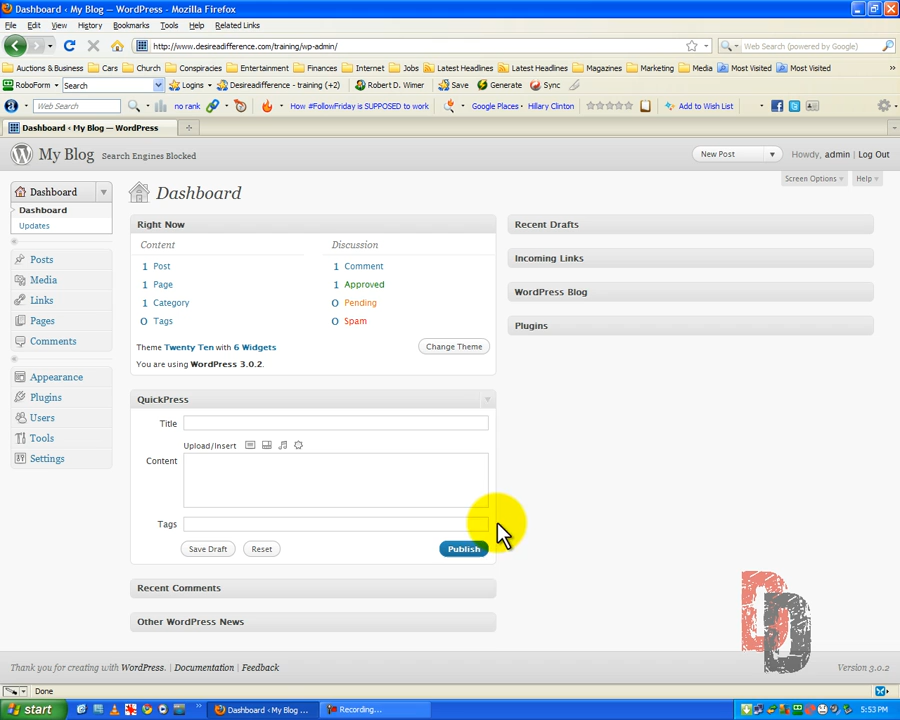 Dashboard ‹ My Blog — WordPress - Mozilla Firefox
File Edit View History Bookmarks Tools Help Related Links
http://www.desireadifference.com/training/wp-admin/
Web Search (powered by Google)
Auctions & Business Cars Church Conspiracies Entertainment Finances Internet Jobs Latest Headlines Latest Headlines Magazines Marketing Media Most Visited Most Visited
RoboForm Search Logins Desireadifference - training (+2) Robert D. Wimer Save Generate Sync
Web Search no rank How #FollowFriday is SUPPOSED to work Google Places Hillary Clinton Add to Wish List
Dashboard ‹ My Blog — WordPress
My Blog Search Engines Blocked New Post Howdy, admin | Log Out
Screen Options Help
Dashboard
Dashboard
Updates
Posts
Media
Links
Pages
Comments
Appearance
Plugins
Users
Tools
Settings
Dashboard
Right Now
Content Discussion
1 Post 1 Comment
1 Page 1 Approved
1 Category 0 Pending
0 Tags 0 Spam
Theme Twenty Ten with 6 Widgets Change Theme
You are using WordPress 3.0.2.
QuickPress
Title
Upload/Insert
Content
Tags
Save Draft Reset Publish
Recent Comments
Other WordPress News
Recent Drafts
Incoming Links
WordPress Blog
Plugins
DD
Thank you for creating with WordPress. | Documentation | Feedback Version 3.0.2
Done
start Dashboard ‹ My Blog ... Recording... 5:53 PM